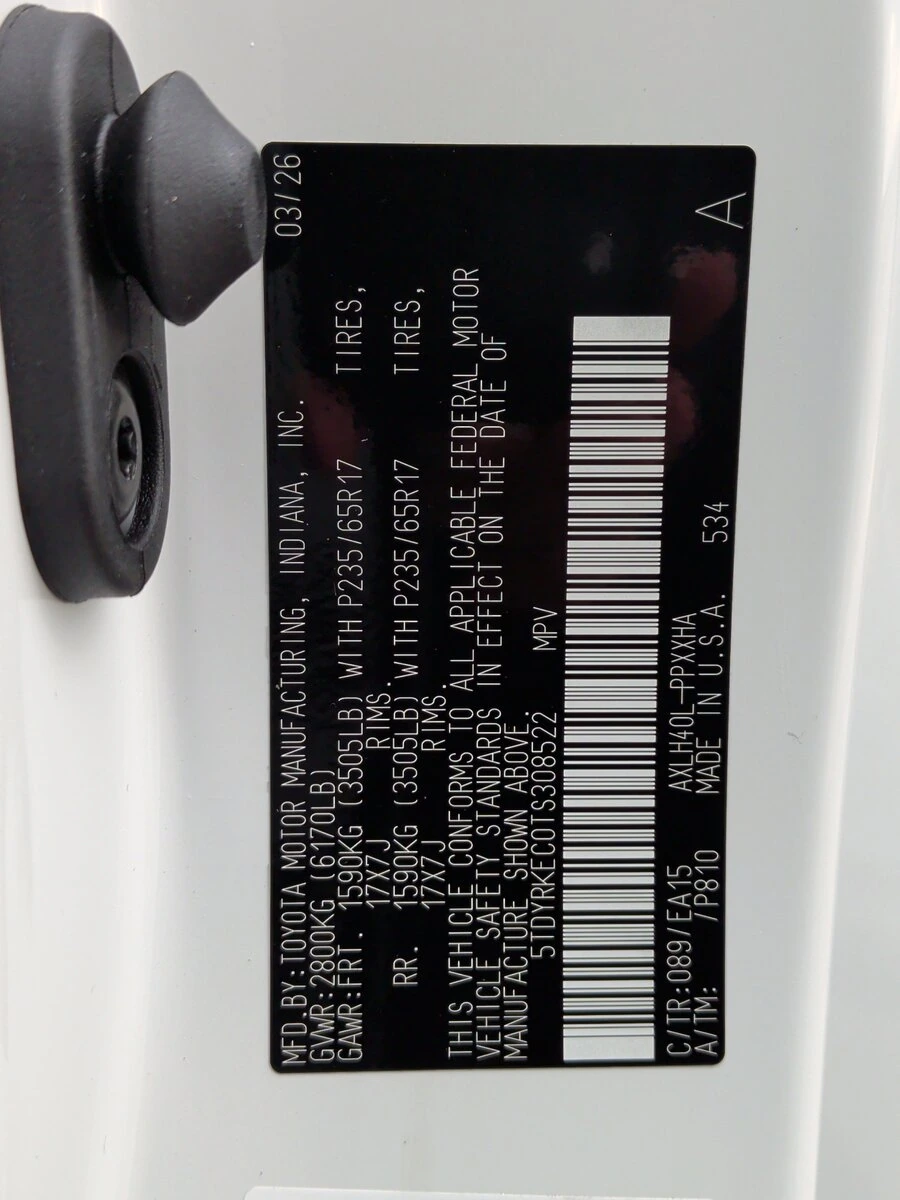 MFD.BY:TOYOTA MOTOR MANUFACTURING, INDIANA, INC. 03/26
GVWR:2800KG (6170LB)
GAWR:FRT. 1590KG (3505LB) WITH P235/65R17 TIRES,
17X7J RIMS.
RR. 1590KG (3505LB) WITH P235/65R17 TIRES,
17X7J RIMS.
THIS VEHICLE CONFORMS TO ALL APPLICABLE FEDERAL MOTOR
VEHICLE SAFETY STANDARDS IN EFFECT ON THE DATE OF
MANUFACTURE SHOWN ABOVE.
5TDYRKEC0TS308522 MPV
C/TR:089/EA15 AXLH40L-PPXXHA
A/TM: /P810 MADE IN U.S.A. 534 A